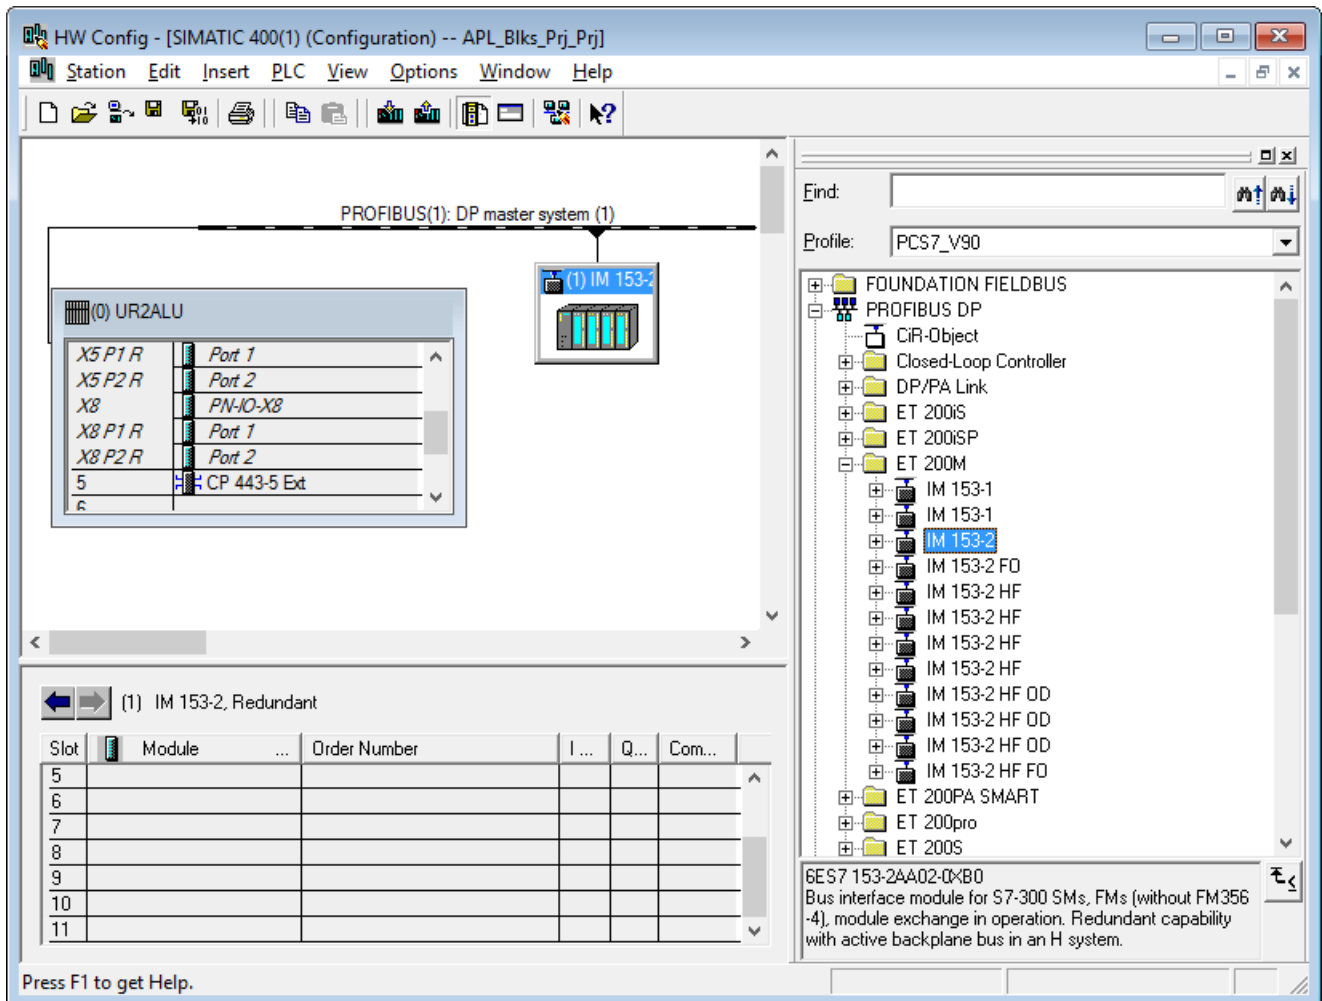 HW Config - [SIMATIC 400(1) (Configuration) -- APL_Blks_Prj_Prj]
Station Edit Insert PLC View Options Window Help
PROFIBUS(1): DP master system (1)
(1) IM 153-2
(0) UR2ALU
X5 P1 R Port 1
X5 P2 R Port 2
X8 PN-IO-X8
X8 P1 R Port 1
X8 P2 R Port 2
5 CP 443-5 Ext
6
Find:
Profile: PCS7_V90
FOUNDATION FIELDBUS
PROFIBUS DP
CiR-Object
Closed-Loop Controller
DP/PA Link
ET 200iS
ET 200iSP
ET 200M
IM 153-1
IM 153-1
IM 153-2
IM 153-2 FO
IM 153-2 HF
IM 153-2 HF
IM 153-2 HF
IM 153-2 HF
IM 153-2 HF OD
IM 153-2 HF OD
IM 153-2 HF OD
IM 153-2 HF FO
ET 200PA SMART
ET 200pro
ET 200S
(1) IM 153-2, Redundant
Slot Module ... Order Number I ... Q... Com...
5
6
7
8
9
10
11
6ES7 153-2AA02-0XB0
Bus interface module for S7-300 SMs, FMs (without FM356
-4), module exchange in operation. Redundant capability
with active backplane bus in an H system.
Press F1 to get Help.